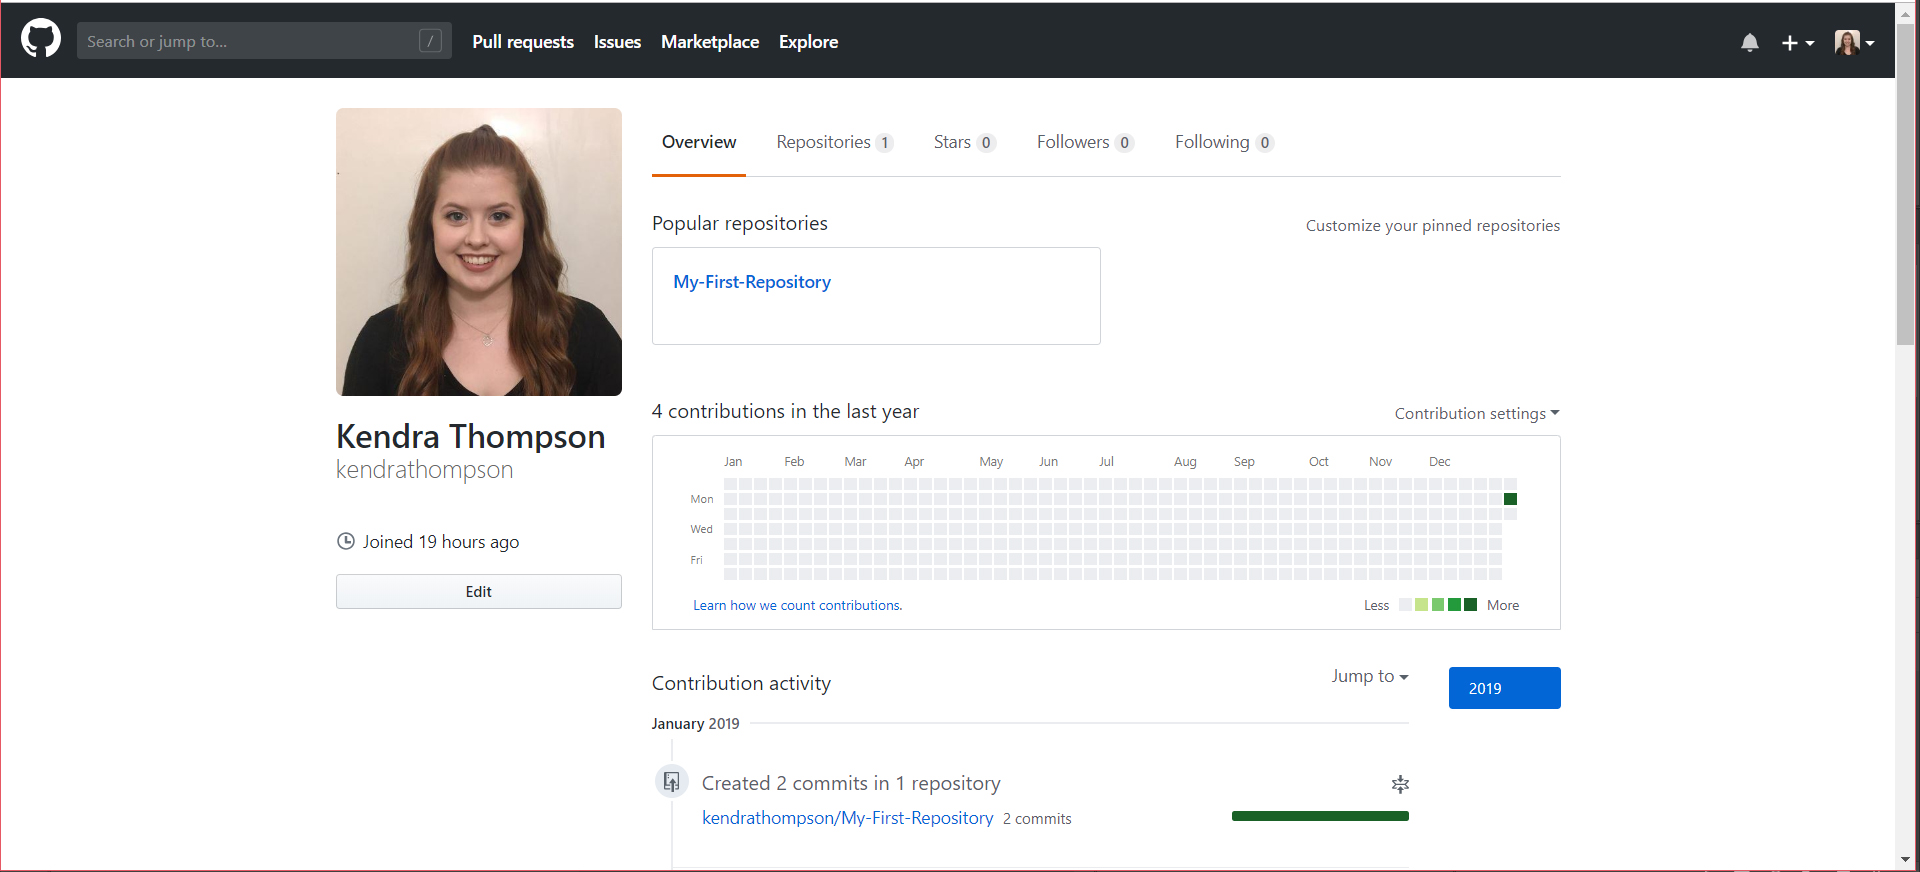 Search or jump to... /
Pull requests Issues Marketplace Explore
Overview Repositories 1 Stars 0 Followers 0 Following 0
Popular repositories
Customize your pinned repositories
My-First-Repository
Kendra Thompson
kendrathompson
Joined 19 hours ago
Edit
4 contributions in the last year
Contribution settings
Jan Feb Mar Apr May Jun Jul Aug Sep Oct Nov Dec
Mon
Wed
Fri
Learn how we count contributions.
Less More
Contribution activity
Jump to
2019
January 2019
Created 2 commits in 1 repository
kendrathompson/My-First-Repository 2 commits